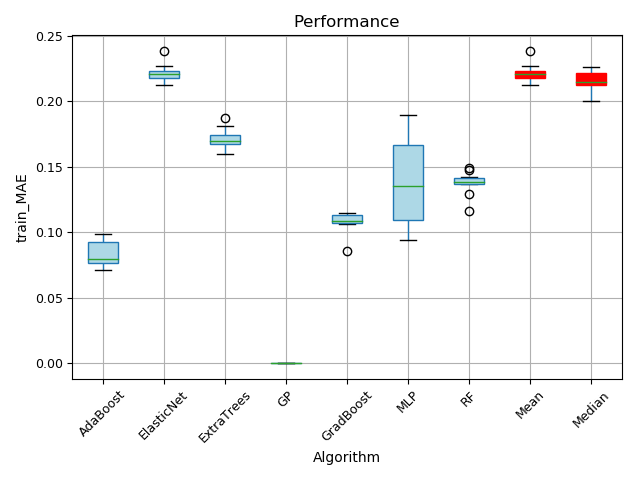 Performance
0.25
0.20
0.15
0.10
0.05
0.00
train_MAE
AdaBoost
ElasticNet
ExtraTrees
GP
GradBoost
MLP
RF
Mean
Median
Algorithm